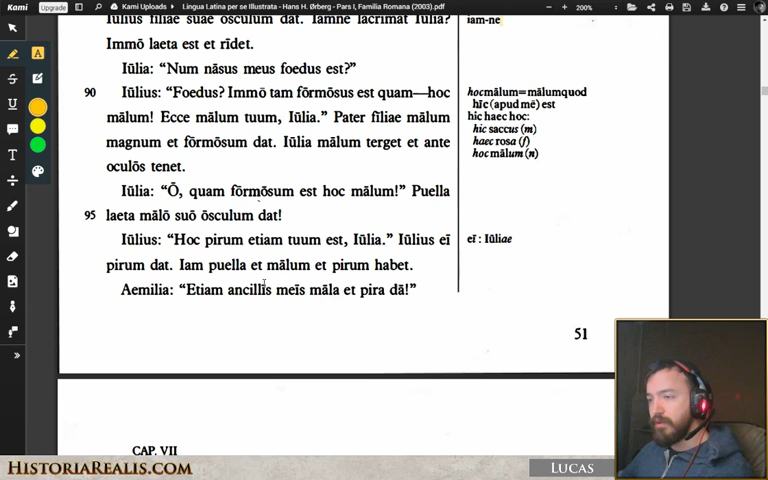 Kami Uploads > Lingua Latina per se Illustrata - Hans H. Ørberg - Pars I, Familia Romana (2003).pdf
kami Upgrade
200%
Iūlius fīliae suae ōsculum dat. Iamne lacrimat Iūlia?
iam-ne
Immō laeta est et rīdet.
Iūlia: “Num nāsus meus foedus est?”
90 Iūlius: “Foedus? Immō tam fōrmōsus est quam—hoc
mālum! Ecce mālum tuum, Iūlia.” Pater fīliae mālum
magnum et fōrmōsum dat. Iūlia mālum terget et ante
oculōs tenet.
Iūlia: “Ō, quam fōrmōsum est hoc mālum!” Puella
95 laeta mālō suō ōsculum dat!
Iūlius: “Hoc pirum etiam tuum est, Iūlia.” Iūlius eī
pirum dat. Iam puella et mālum et pirum habet.
Aemilia: “Etiam ancillīs meīs māla et pira dā!”
hoc mālum=mālum quod
hīc (apud mē) est
hic haec hoc:
hic saccus (m)
haec rosa (f)
hoc mālum (n)
eī : Iūliae
51
CAP. VII
HISTORIAREALIS.COM
LUCAS